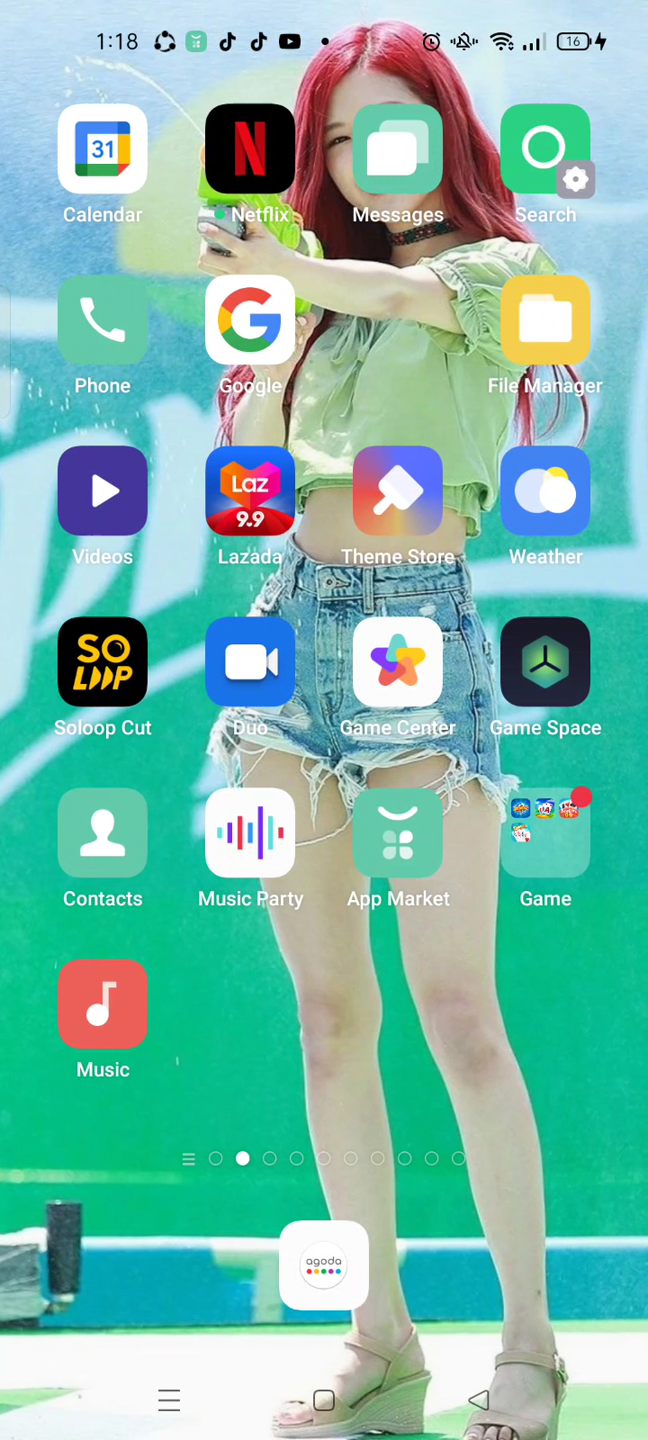 1:18
16
31
Calendar
N
Netflix
Messages
Search
Phone
G
Google
File Manager
Videos
Laz
9.9
Lazada
Theme Store
Weather
SO
LOOP
Soloop Cut
Duo
Game Center
Game Space
Contacts
Music Party
App Market
Game
Music
agoda